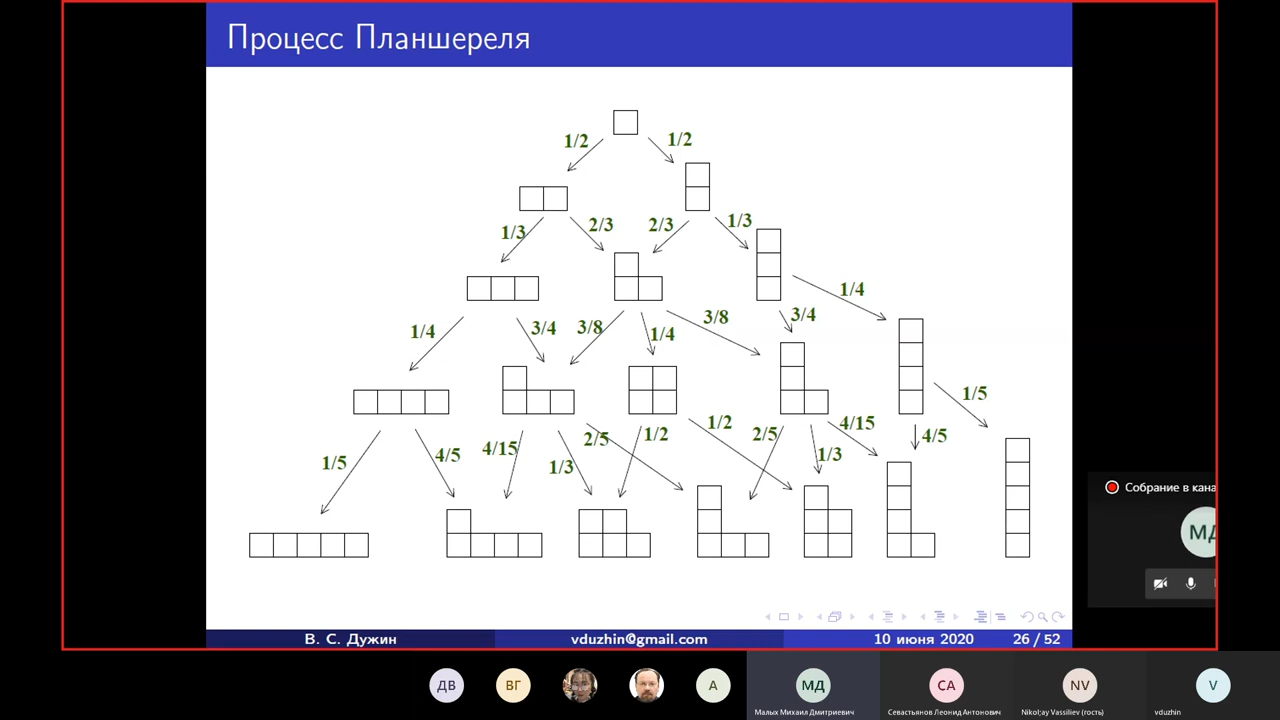 Процесс Планшереля
1/2 1/2
1/3 2/3 2/3 1/3
1/4 3/4 3/8 1/4 3/8 3/4 1/4
1/5 4/5 4/15 1/3 2/5 1/2 1/2 2/5 1/3 4/15 4/5 1/5
Собрание в кана
МД
В. С. Дужин vduzhin@gmail.com 10 июня 2020 26 / 52
ДВ ВГ А МД СА NV V
Малых Михаил Дмитриевич Севастьянов Леонид Антонович Nikol;ay Vassiliev (гость) vduzhin